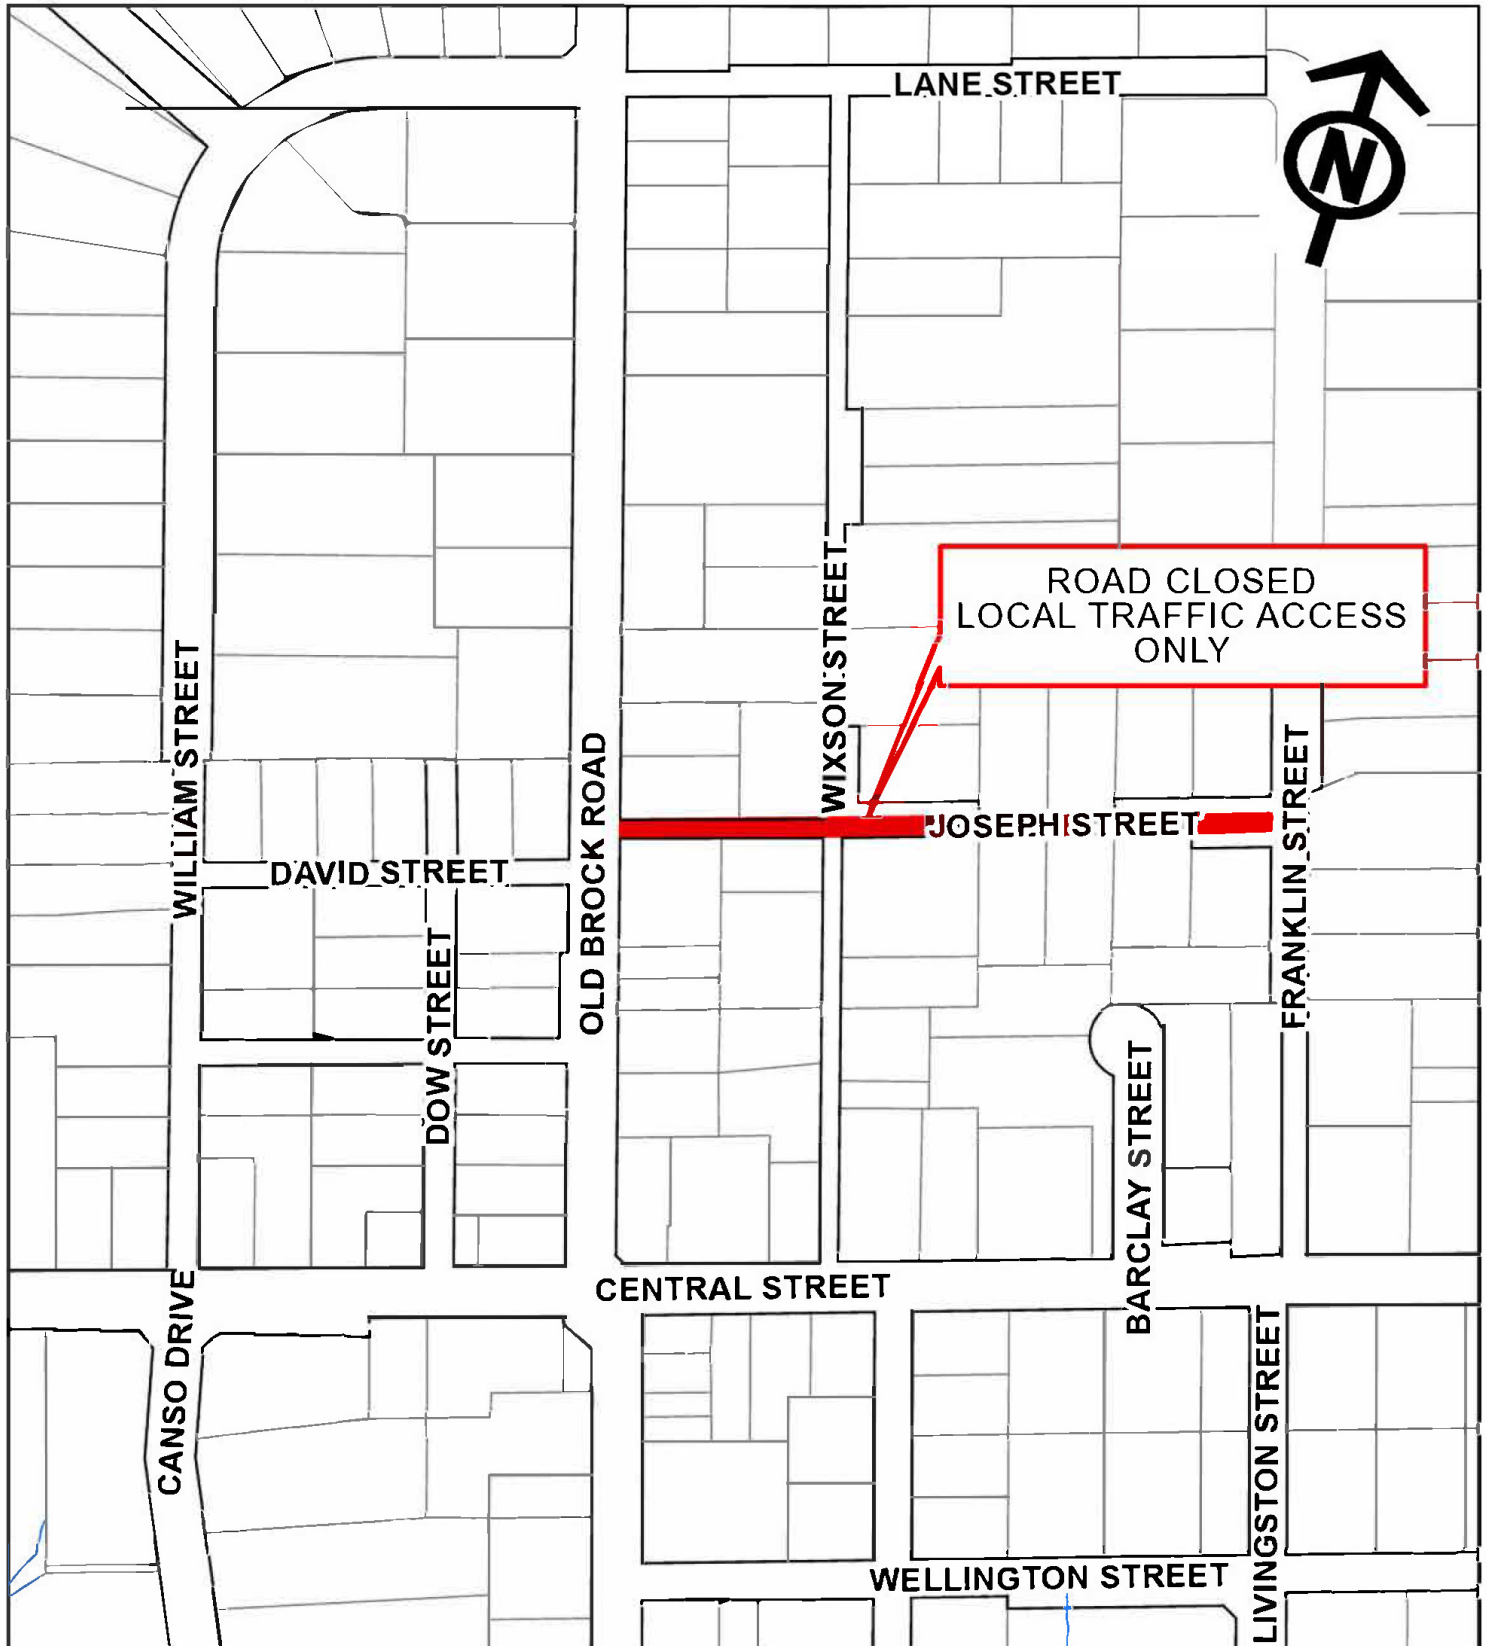 LANE STREET
N
ROAD CLOSED
LOCAL TRAFFIC ACCESS
ONLY
WIXSON STREET
WILLIAM STREET
OLD BROCK ROAD
JOSEPH STREET
FRANKLIN STREET
DAVID STREET
DOW STREET
BARCLAY STREET
CENTRAL STREET
CANSO DRIVE
LIVINGSTON STREET
WELLINGTON STREET